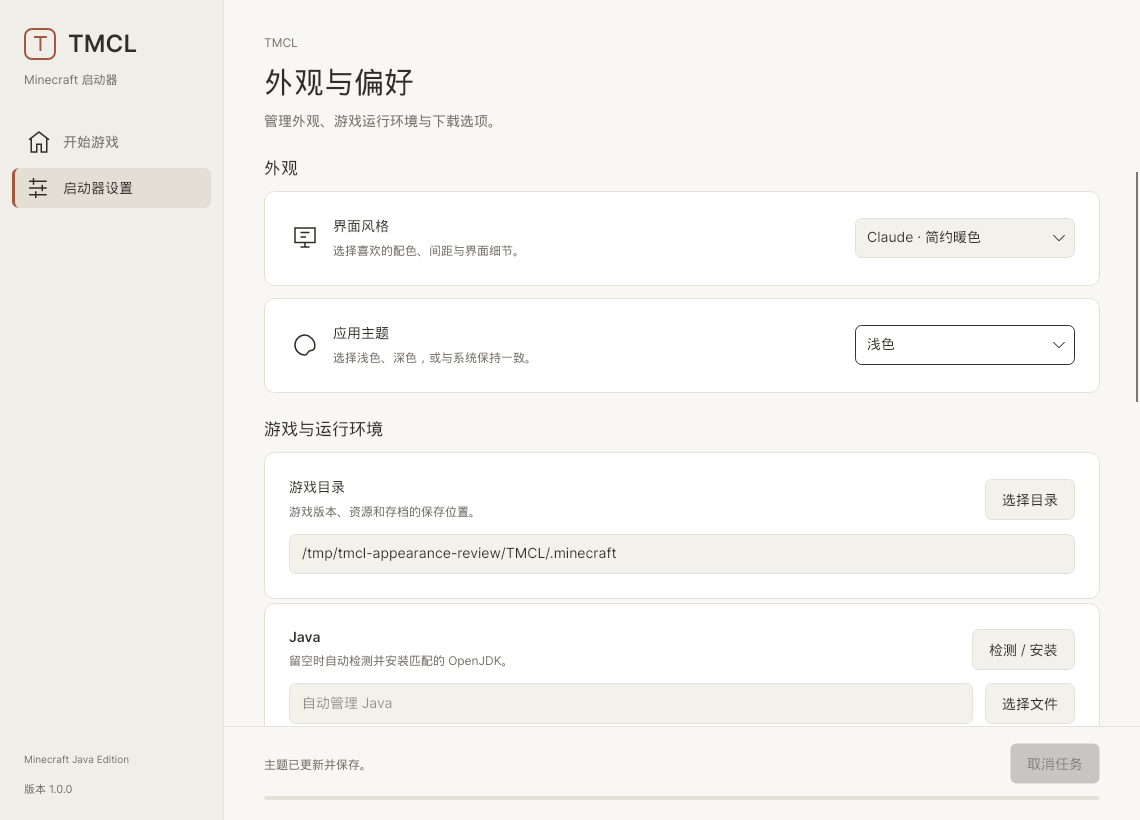 T TMCL
Minecraft 启动器
开始游戏
启动器设置
Minecraft Java Edition
版本 1.0.0
TMCL
外观与偏好
管理外观、游戏运行环境与下载选项。
外观
界面风格
选择喜欢的配色、间距与界面细节。
Claude · 简约暖色
应用主题
选择浅色、深色，或与系统保持一致。
浅色
游戏与运行环境
游戏目录
游戏版本、资源和存档的保存位置。
选择目录
/tmp/tmcl-appearance-review/TMCL/.minecraft
Java
留空时自动检测并安装匹配的 OpenJDK。
检测 / 安装
自动管理 Java
选择文件
主题已更新并保存。
取消任务